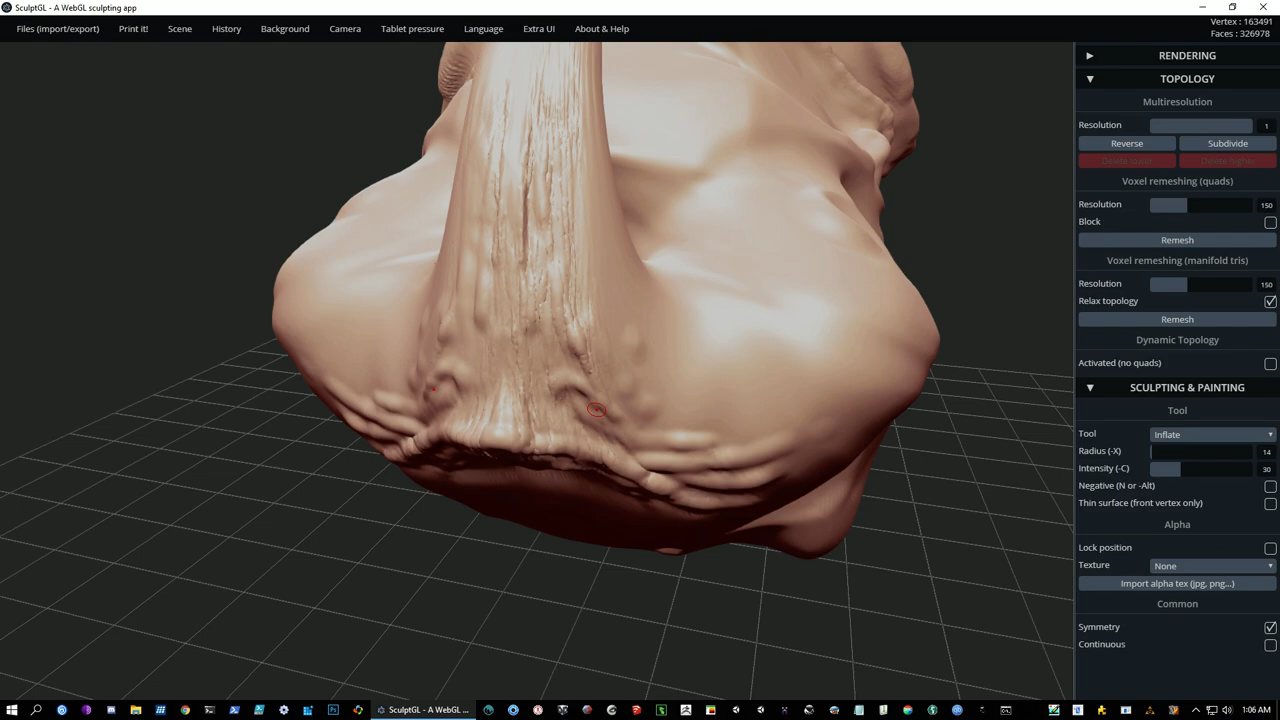 SculptGL - A WebGL sculpting app
Files (import/export) Print it! Scene History Background Camera Tablet pressure Language Extra UI About & Help
Vertex : 163491
Faces : 326978
RENDERING
TOPOLOGY
Multiresolution
Resolution 1
Reverse Subdivide
Delete lower Delete higher
Voxel remeshing (quads)
Resolution 150
Block
Remesh
Voxel remeshing (manifold tris)
Resolution 150
Relax topology
Remesh
Dynamic Topology
Activated (no quads)
SCULPTING & PAINTING
Tool
Tool Inflate
Radius (-X) 14
Intensity (-C) 30
Negative (N or -Alt)
Thin surface (front vertex only)
Alpha
Lock position
Texture None
Import alpha tex (jpg, png...)
Common
Symmetry
Continuous
SculptGL - A WebGL ...
1:06 AM